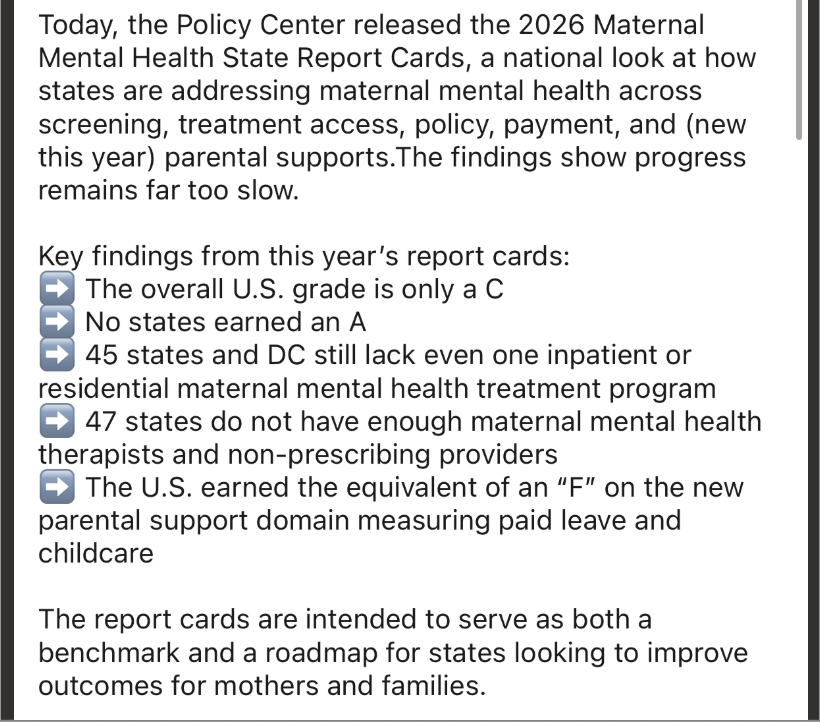 Today, the Policy Center released the 2026 Maternal
Mental Health State Report Cards, a national look at how
states are addressing maternal mental health across
screening, treatment access, policy, payment, and (new
this year) parental supports.The findings show progress
remains far too slow.
Key findings from this year’s report cards:
➡️ The overall U.S. grade is only a C
➡️ No states earned an A
➡️ 45 states and DC still lack even one inpatient or
residential maternal mental health treatment program
➡️ 47 states do not have enough maternal mental health
therapists and non-prescribing providers
➡️ The U.S. earned the equivalent of an “F” on the new
parental support domain measuring paid leave and
childcare
The report cards are intended to serve as both a
benchmark and a roadmap for states looking to improve
outcomes for mothers and families.